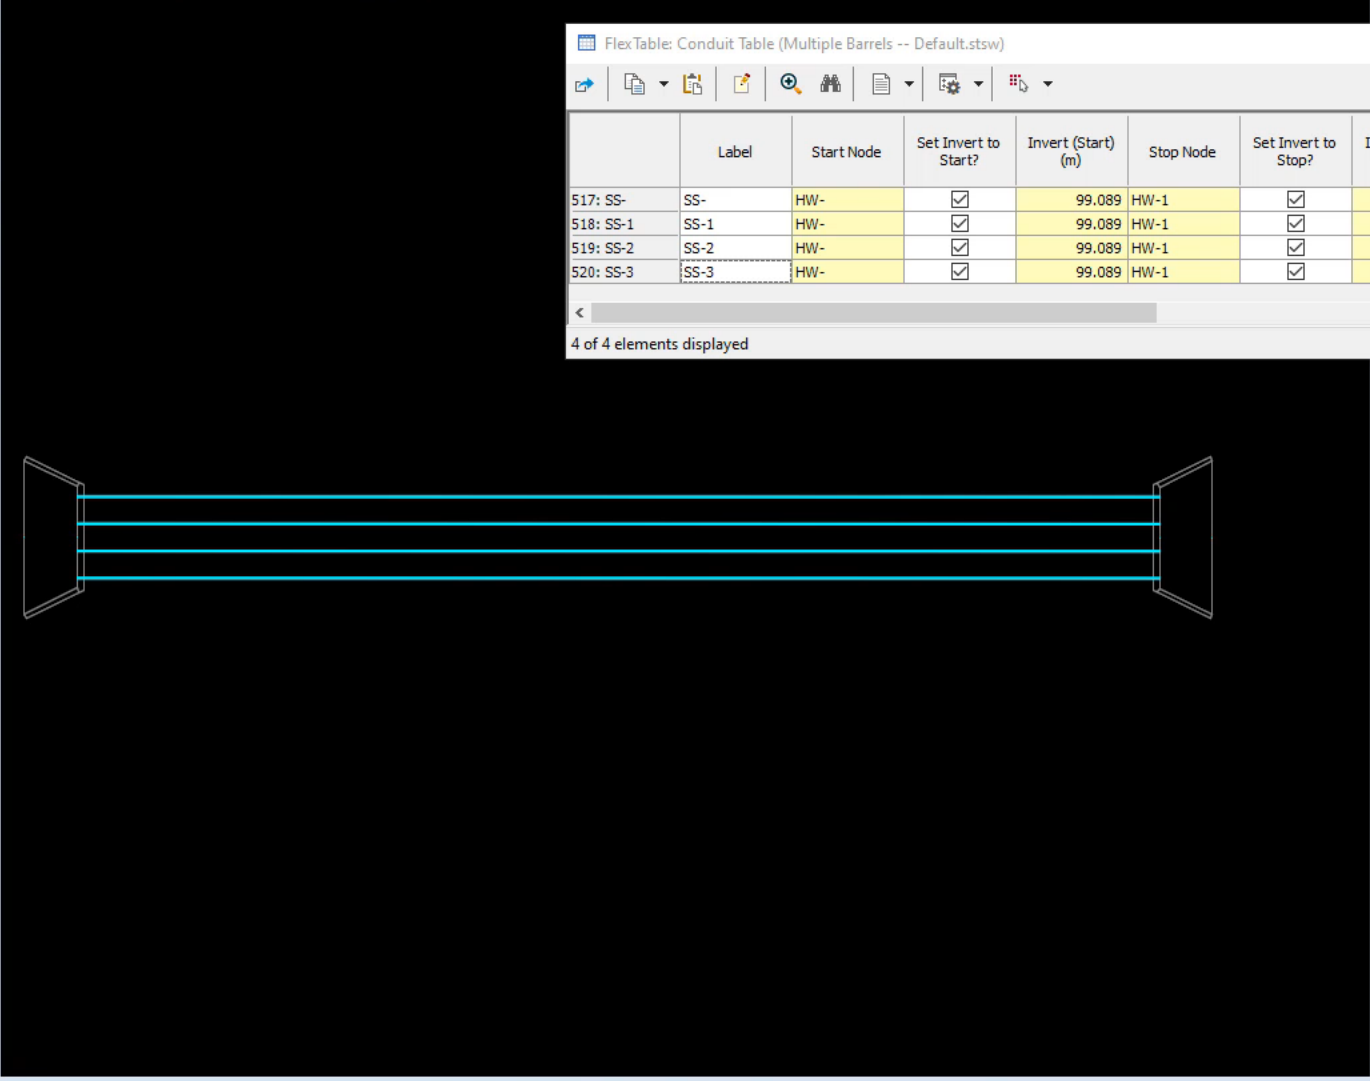 FlexTable: Conduit Table (Multiple Barrels -- Default.stsw)
Label Start Node Set Invert to Start? Invert (Start) (m) Stop Node Set Invert to Stop?
517: SS- SS- HW- 99.089 HW-1
518: SS-1 SS-1 HW- 99.089 HW-1
519: SS-2 SS-2 HW- 99.089 HW-1
520: SS-3 SS-3 HW- 99.089 HW-1
4 of 4 elements displayed